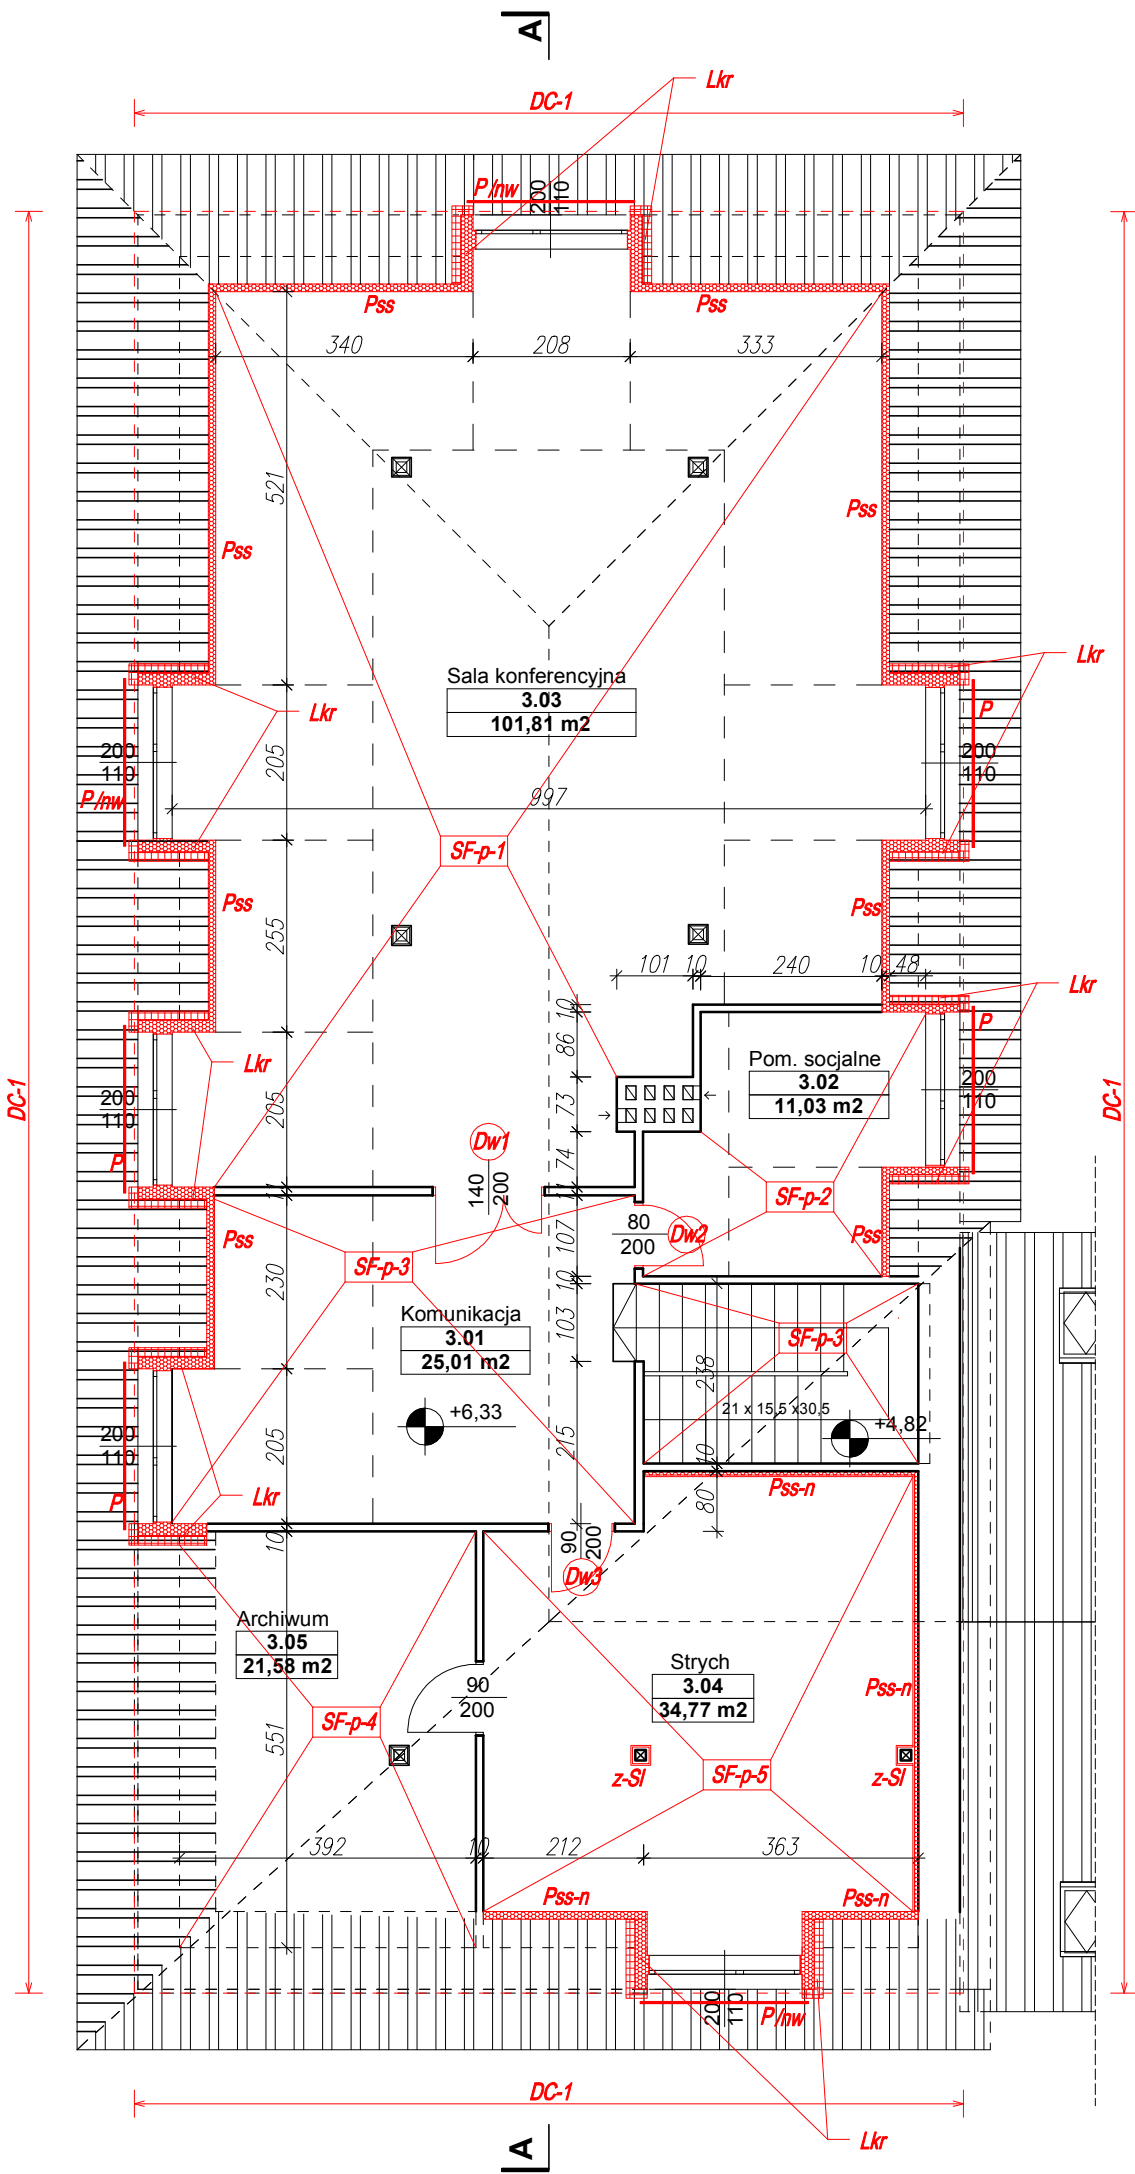 A
Lkr
DC-1
P/nw
200
110
Pss
Pss
340
208
333
521
Pss
Pss
Sala konferencyjna
3.03
101,81 m2
Lkr
Lkr
P
200
110
205
200
110
P/nw
997
SF-p-1
Pss
Pss
255
101
10
240
10
48
Lkr
P
10
86
Lkr
Pom. socjalne
3.02
11,03 m2
200
110
DC-1
DC-1
200
110
205
73
Dw1
P
140
200
74
11
11
SF-p-2
Pss
80
200
Dw2
107
Pss
230
SF-p-3
10
Komunikacja
3.01
25,01 m2
103
SF-p-3
238
21 x 15,5 x30,5
+6,33
+4,82
200
110
205
215
10
P
Lkr
Pss-n
80
10
90
200
Dw3
Archiwum
3.05
21,58 m2
Strych
3.04
34,77 m2
90
200
Pss-n
SF-p-4
551
z-Sl
SF-p-5
z-Sl
392
10
212
363
Pss-n
Pss-n
200
110
P/nw
DC-1
Lkr
A